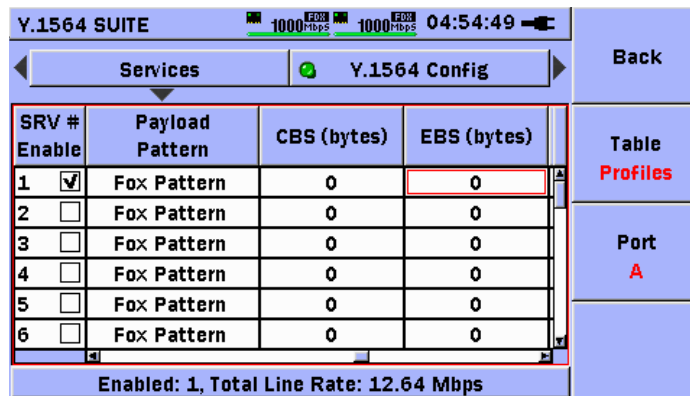 Y.1564 SUITE 1000 FOX Mbps 1000 FOX Mbps 04:54:49
Back
Services Y.1564 Config
SRV # Enable Payload Pattern CBS (bytes) EBS (bytes)
Table Profiles
1 Fox Pattern 0 0
2 Fox Pattern 0 0
3 Fox Pattern 0 0
Port A
4 Fox Pattern 0 0
5 Fox Pattern 0 0
6 Fox Pattern 0 0
Enabled: 1, Total Line Rate: 12.64 Mbps